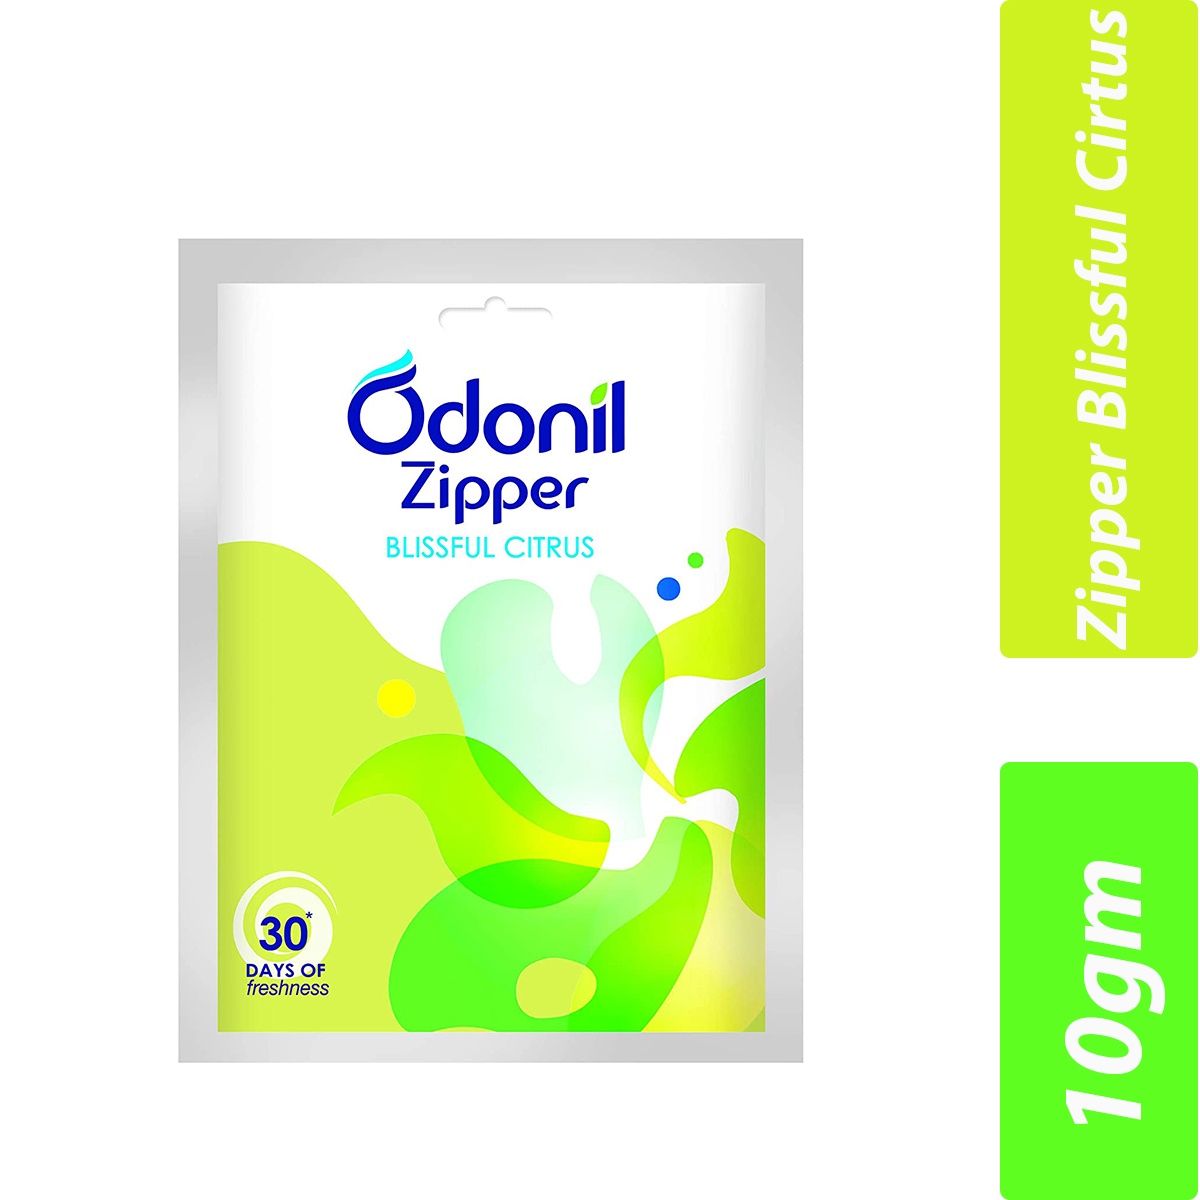 Odonil
Zipper
BLISSFUL CITRUS
30*
DAYS OF
freshness
Zipper Blissful Cirtus
10gm